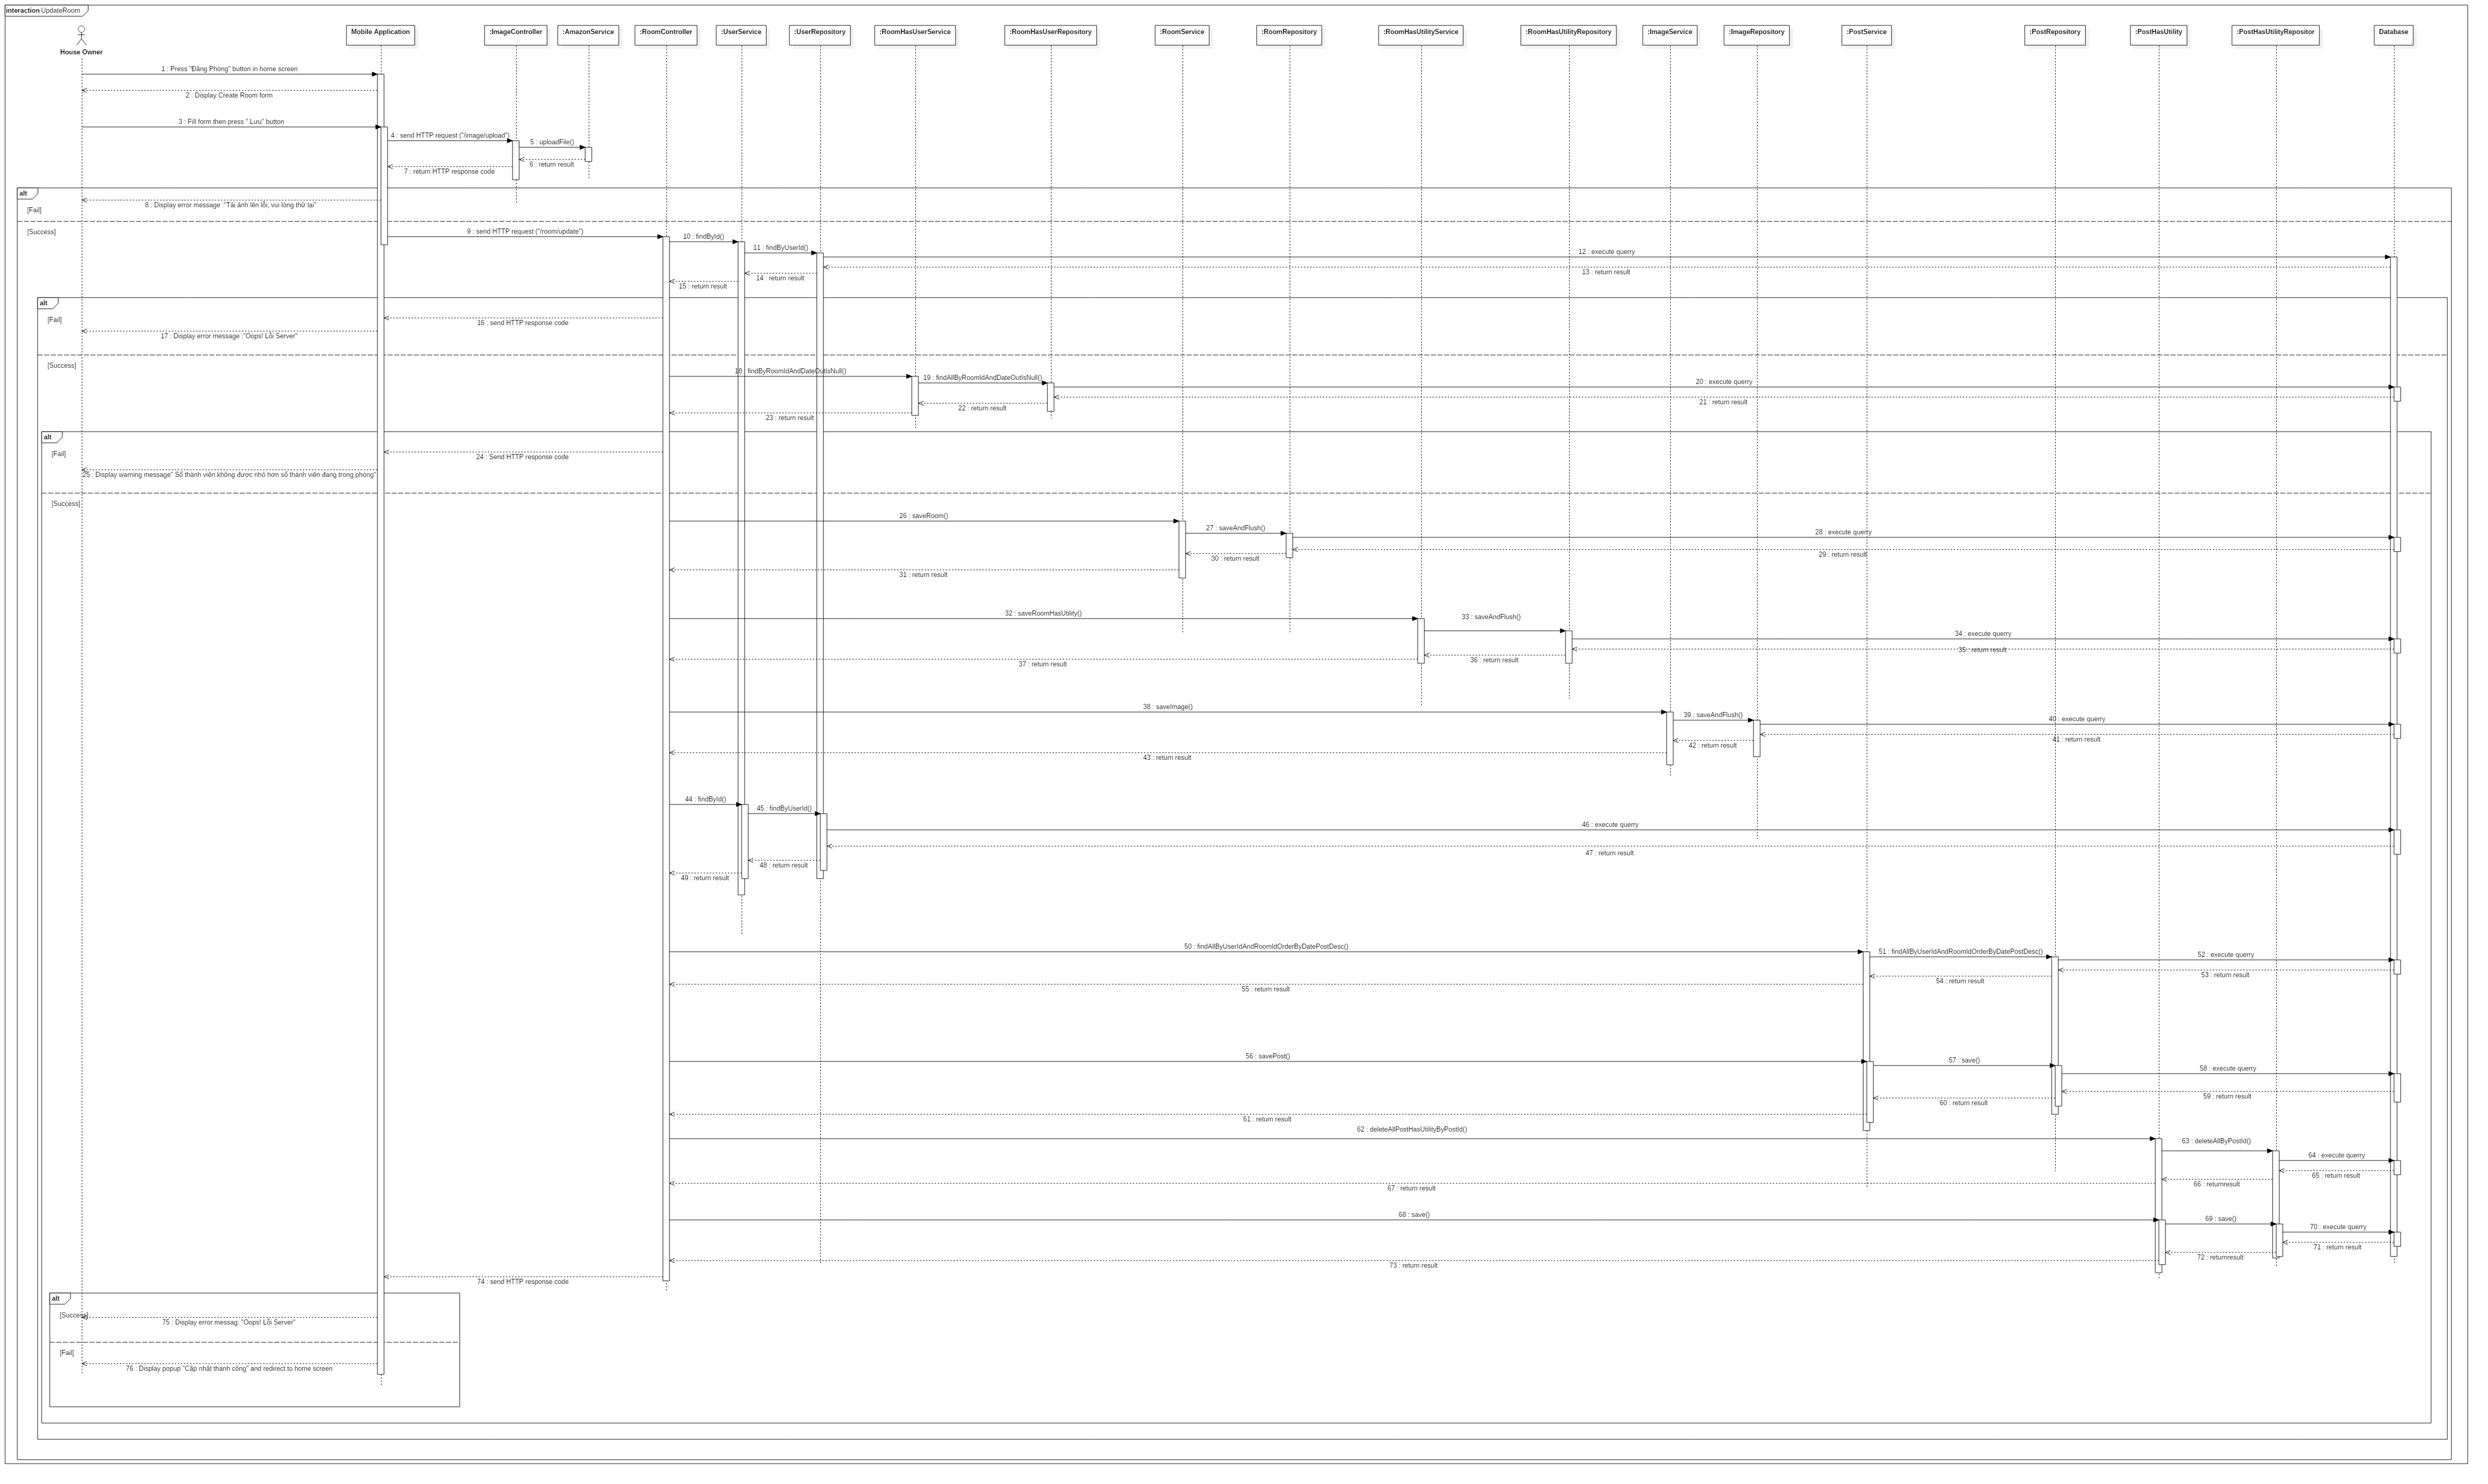 interaction UpdateRoom
House Owner
Mobile Application
:ImageController
:AmazonService
:RoomController
:UserService
:UserRepository
:RoomHasUserService
:RoomHasUserRepository
:RoomService
:RoomRepository
:RoomHasUtilityService
:RoomHasUtilityRepository
:ImageService
:ImageRepository
:PostService
:PostRepository
:PostHasUtility
:PostHasUtilityRepositor
Database
1 : Press "Đăng Phòng" button in home screen
2 : Display Create Room form
3 : Fill form then press " Lưu" button
4 : send HTTP request ("/image/upload")
5 : uploadFile()
6 : return result
7 : return HTTP response code
alt
8 : Display error message :"Tải ảnh lên lỗi, vui lòng thử lại"
[Fail]
[Success]
9 : send HTTP request ("/room/update")
10 : findById()
11 : findByUserId()
12 : execute querry
13 : return result
14 : return result
15 : return result
alt
[Fail]
16 : send HTTP response code
17 : Display error message :"Oops! Lỗi Server"
[Success]
18 : findByRoomIdAndDateOutIsNull()
19 : findAllByRoomIdAndDateOutIsNull()
20 : execute querry
21 : return result
22 : return result
23 : return result
alt
[Fail]
24 : Send HTTP response code
25 : Display warning message" Số thành viên không được nhỏ hơn số thành viên đang trong phòng"
[Success]
26 : saveRoom()
27 : saveAndFlush()
28 : execute querry
29 : return result
30 : return result
31 : return result
32 : saveRoomHasUtility()
33 : saveAndFlush()
34 : execute querry
35 : return result
36 : return result
37 : return result
38 : saveImage()
39 : saveAndFlush()
40 : execute querry
41 : return result
42 : return result
43 : return result
44 : findById()
45 : findByUserId()
46 : execute querry
47 : return result
48 : return result
49 : return result
50 : findAllByUserIdAndRoomIdOrderByDatePostDesc()
51 : findAllByUserIdAndRoomIdOrderByDatePostDesc()
52 : execute querry
53 : return result
54 : return result
55 : return result
56 : savePost()
57 : save()
58 : execute querry
59 : return result
60 : return result
61 : return result
62 : deleteAllPostHasUtilityByPostId()
63 : deleteAllByPostId()
64 : execute querry
65 : return result
66 : returnresult
67 : return result
68 : save()
69 : save()
70 : execute querry
71 : return result
72 : returnresult
73 : return result
74 : send HTTP response code
alt
[Success]
75 : Display error messag: "Oops! Lỗi Server"
[Fail]
76 : Display popup "Cập nhật thành công" and redirect to home screen